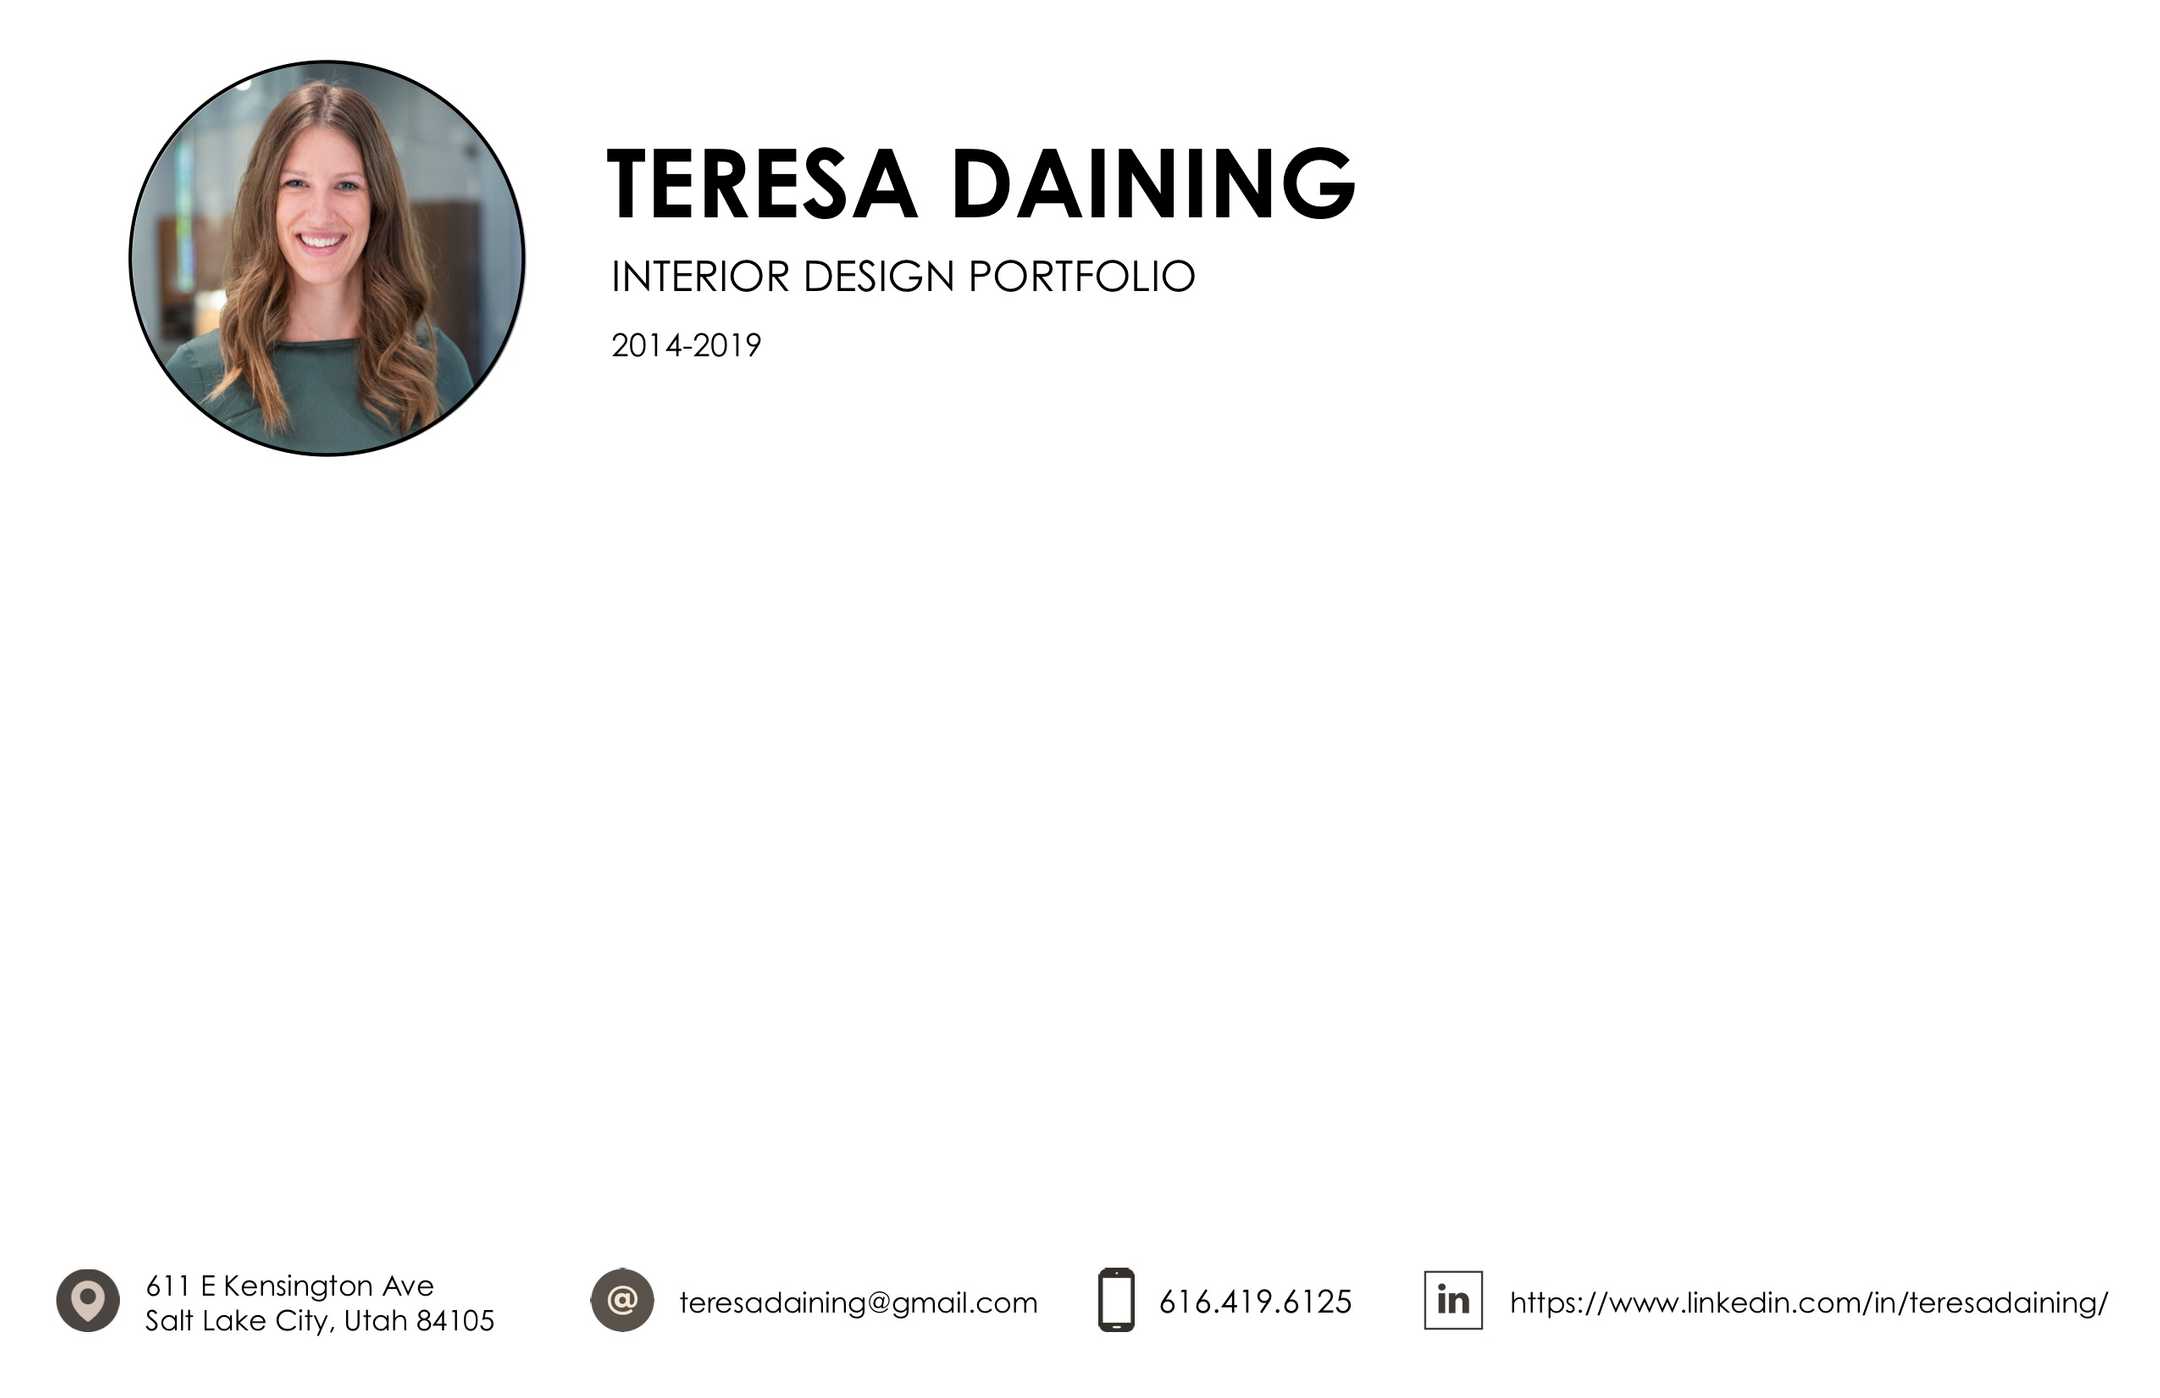 TERESA DAINING
INTERIOR DESIGN PORTFOLIO
2014-2019
611 E Kensington Ave
Salt Lake City, Utah 84105
@
teresadaining@gmail.com
616.419.6125
in
https://www.linkedin.com/in/teresadaining/